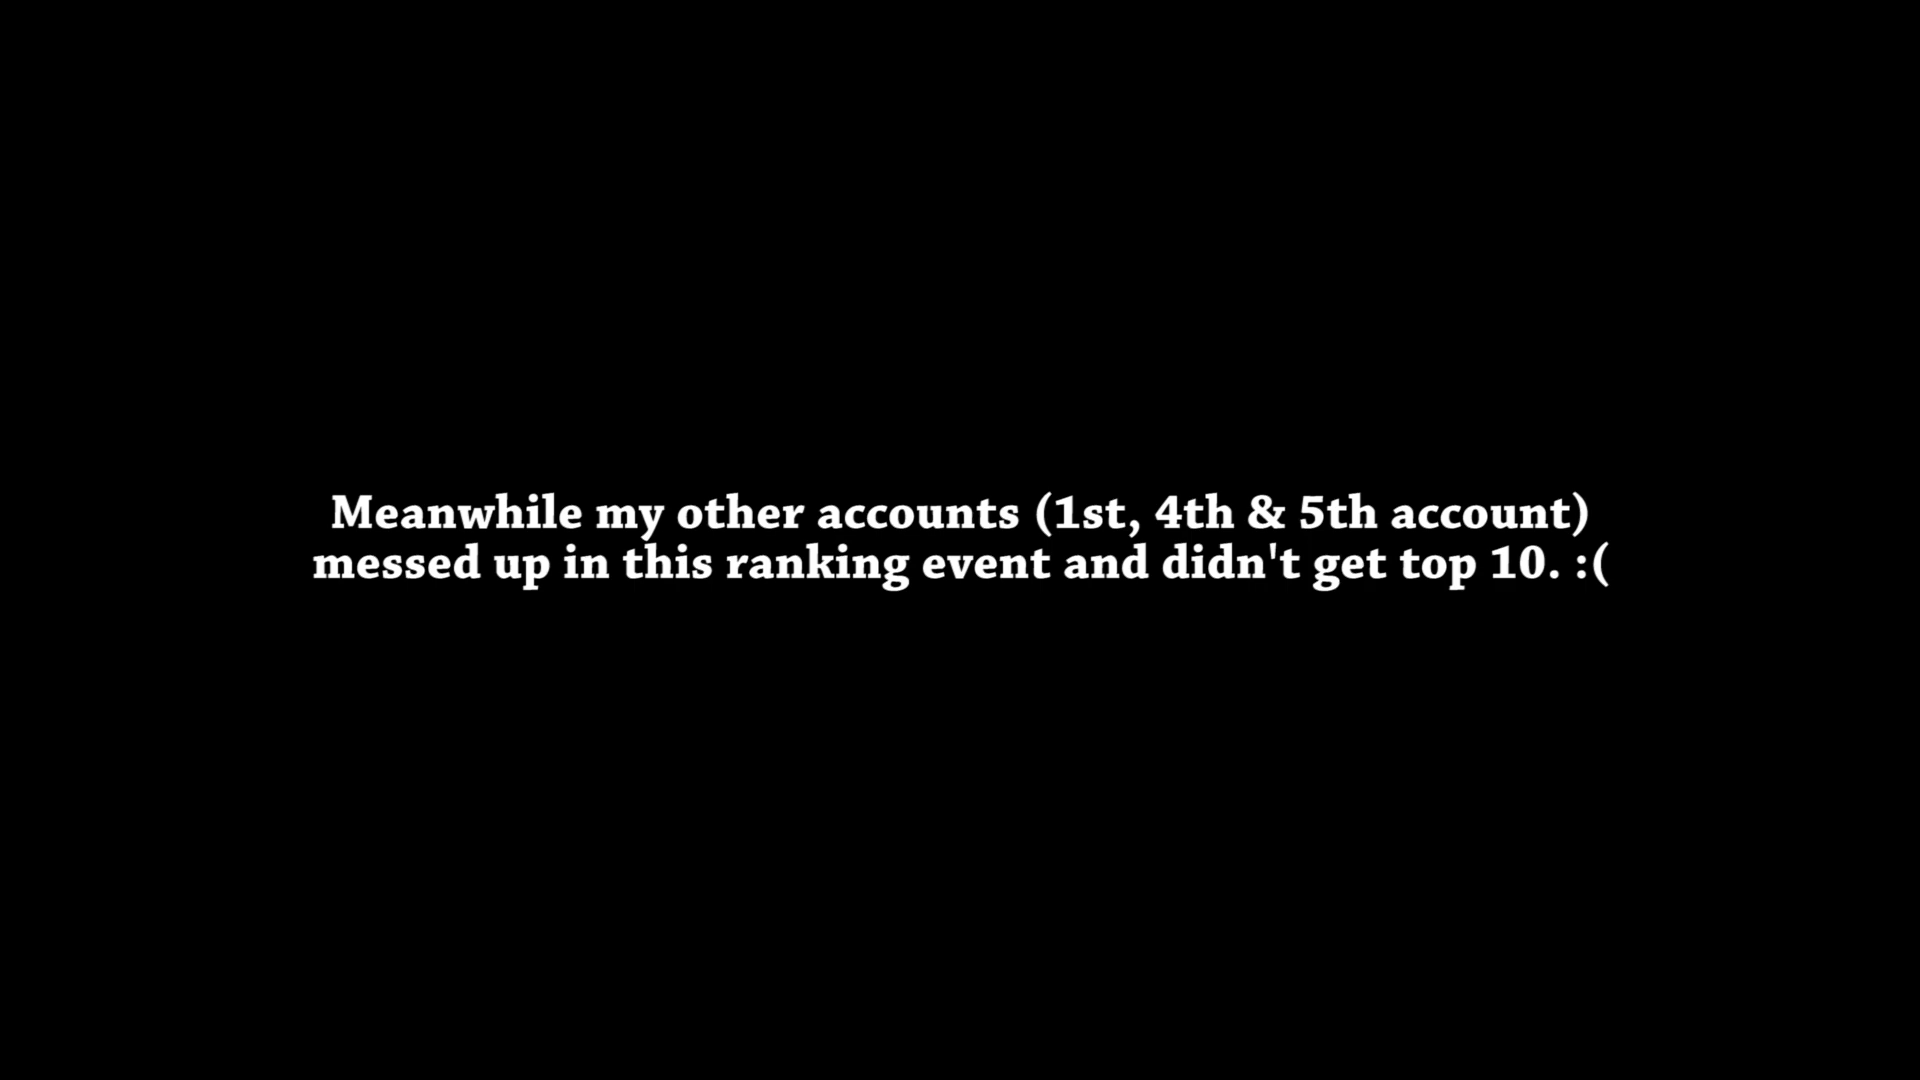 Meanwhile my other accounts (1st, 4th & 5th account)
messed up in this ranking event and didn't get top 10. :(